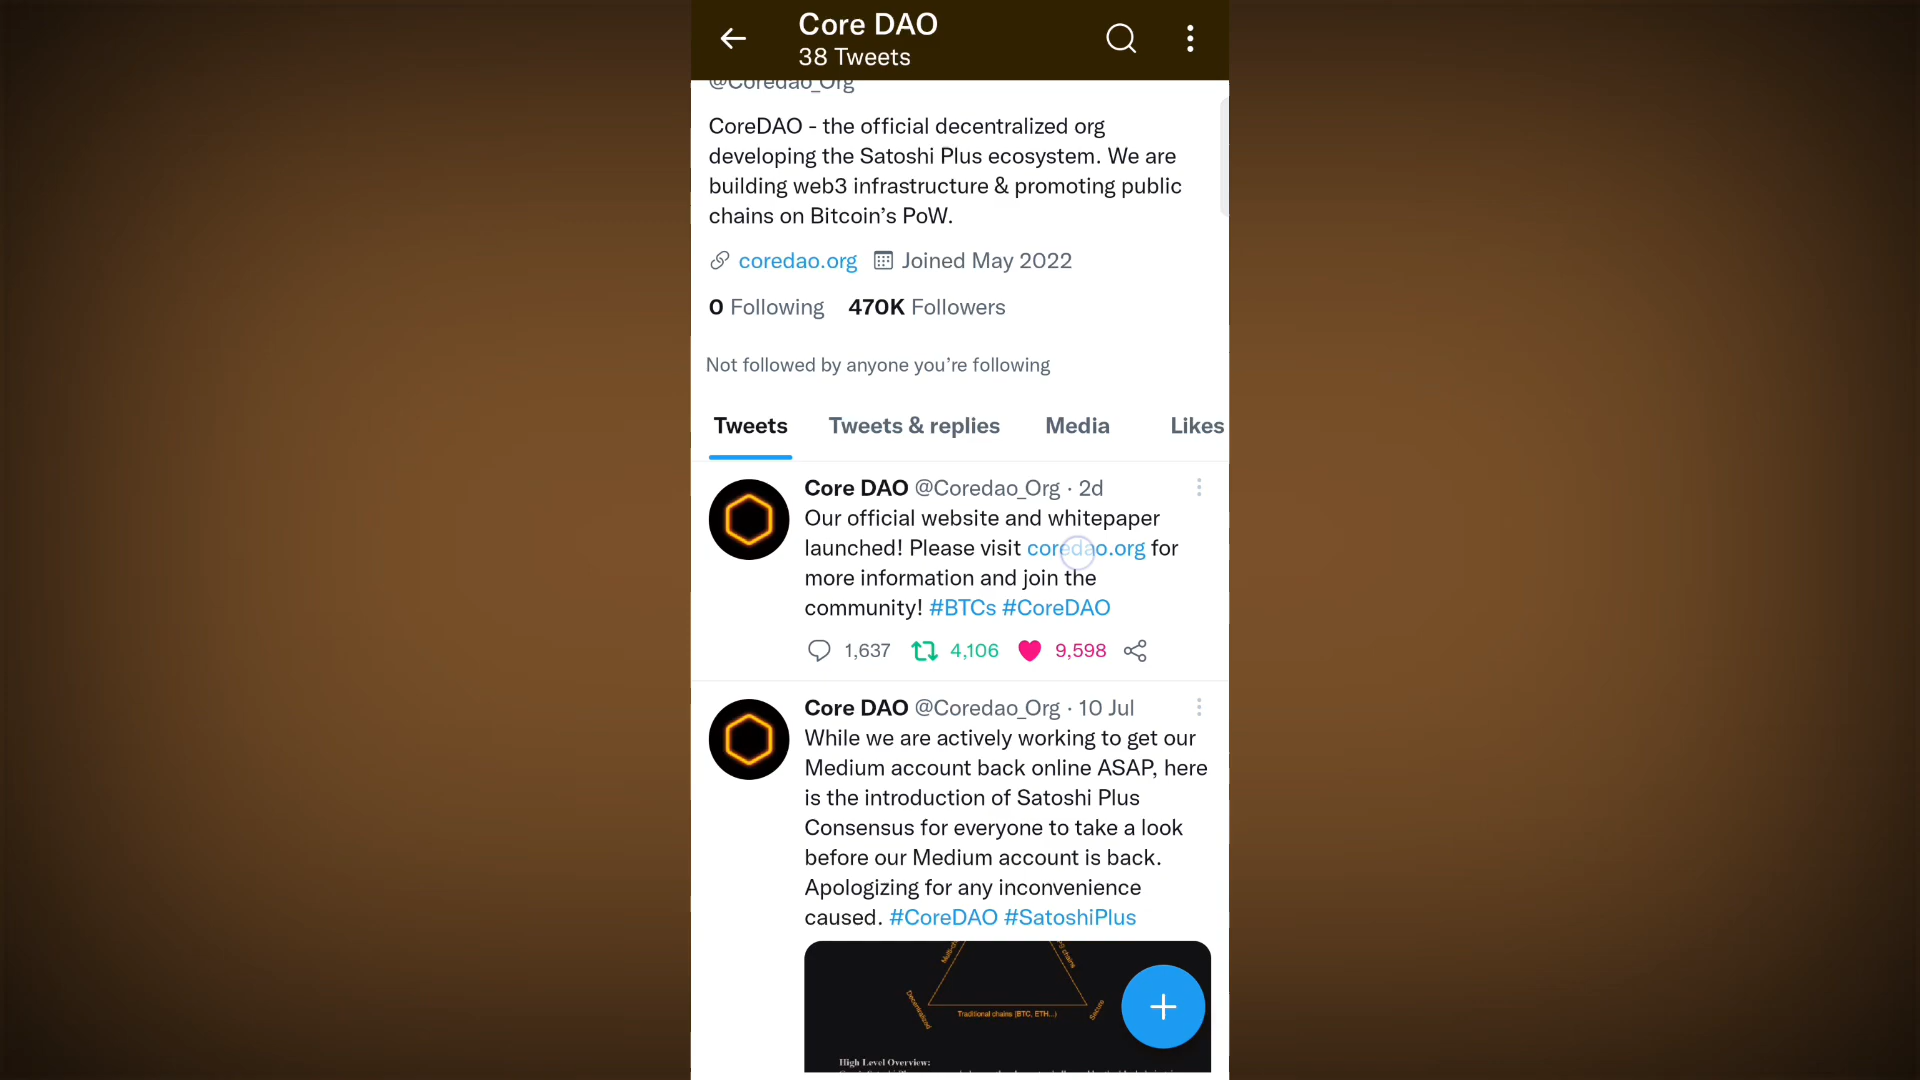 Core DAO
38 Tweets
@Coredao_Org
CoreDAO - the official decentralized org
developing the Satoshi Plus ecosystem. We are
building web3 infrastructure & promoting public
chains on Bitcoin’s PoW.
coredao.org Joined May 2022
0 Following 470K Followers
Not followed by anyone you’re following
Tweets Tweets & replies Media Likes
Core DAO @Coredao_Org · 2d
Our official website and whitepaper
launched! Please visit coredao.org for
more information and join the
community! #BTCs #CoreDAO
1,637 4,106 9,598
Core DAO @Coredao_Org · 10 Jul
While we are actively working to get our
Medium account back online ASAP, here
is the introduction of Satoshi Plus
Consensus for everyone to take a look
before our Medium account is back.
Apologizing for any inconvenience
caused. #CoreDAO #SatoshiPlus
Decentralized
Traditional chains (BTC, ETH...)
Secure
High Level Overview: